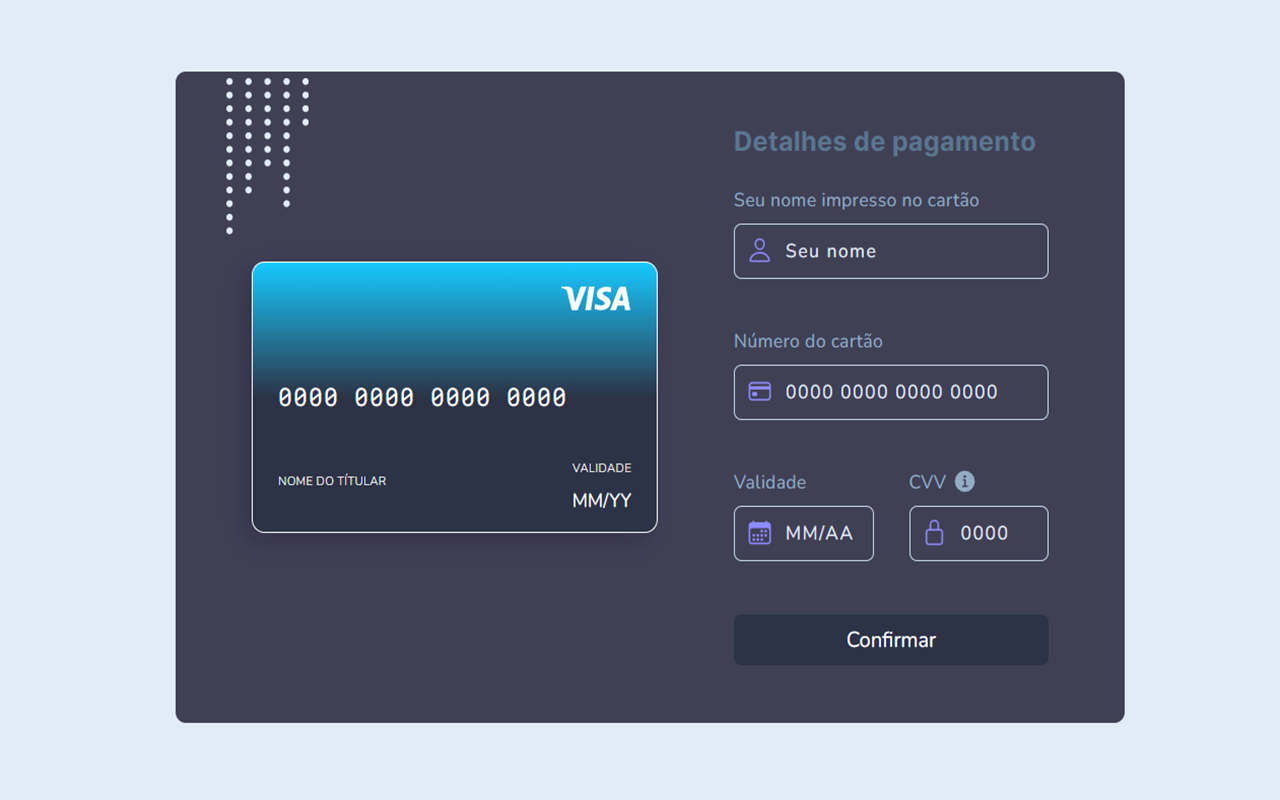 VISA
0000 0000 0000 0000
NOME DO TÍTULAR
VALIDADE
MM/YY
Detalhes de pagamento
Seu nome impresso no cartão
Seu nome
Número do cartão
0000 0000 0000 0000
Validade
CVV
MM/AA
0000
Confirmar